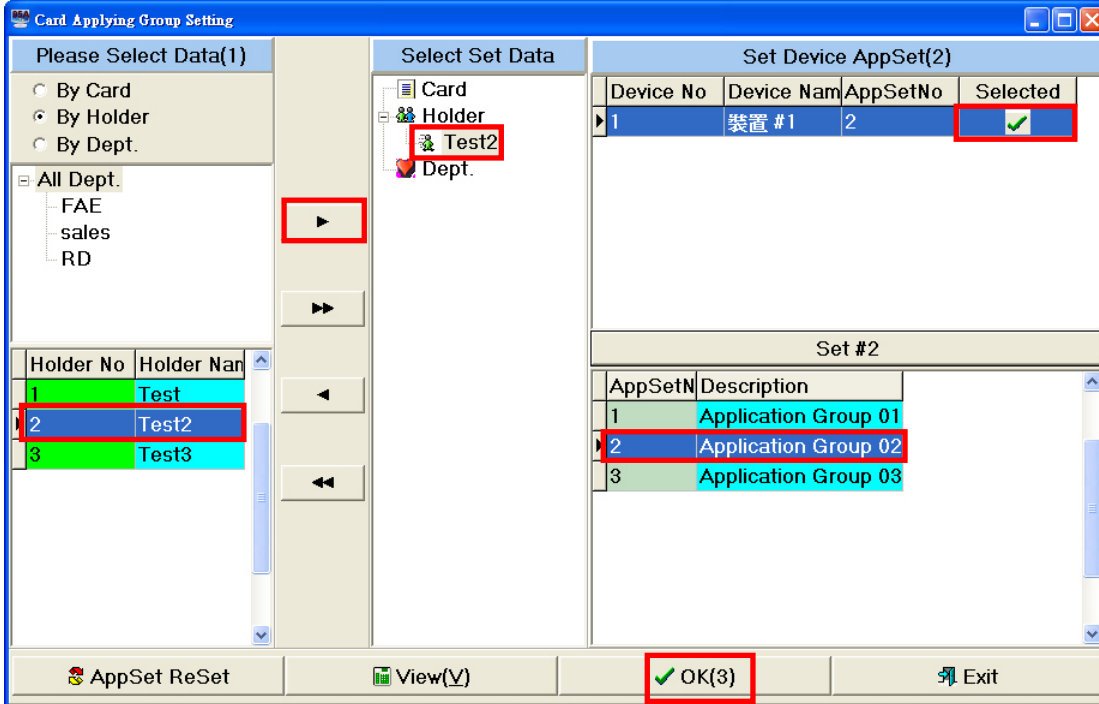 Card Applying Group Setting
Please Select Data(1)
By Card
By Holder
By Dept.
All Dept.
FAE
sales
RD
Holder No Holder Nan
1 Test
2 Test2
3 Test3
Select Set Data
Card
Holder
Test2
Dept.
Set Device AppSet(2)
Device No Device Nam AppSetNo Selected
1 裝置 #1 2
Set #2
AppSetN Description
1 Application Group 01
2 Application Group 02
3 Application Group 03
AppSet ReSet View(V) OK(3) Exit